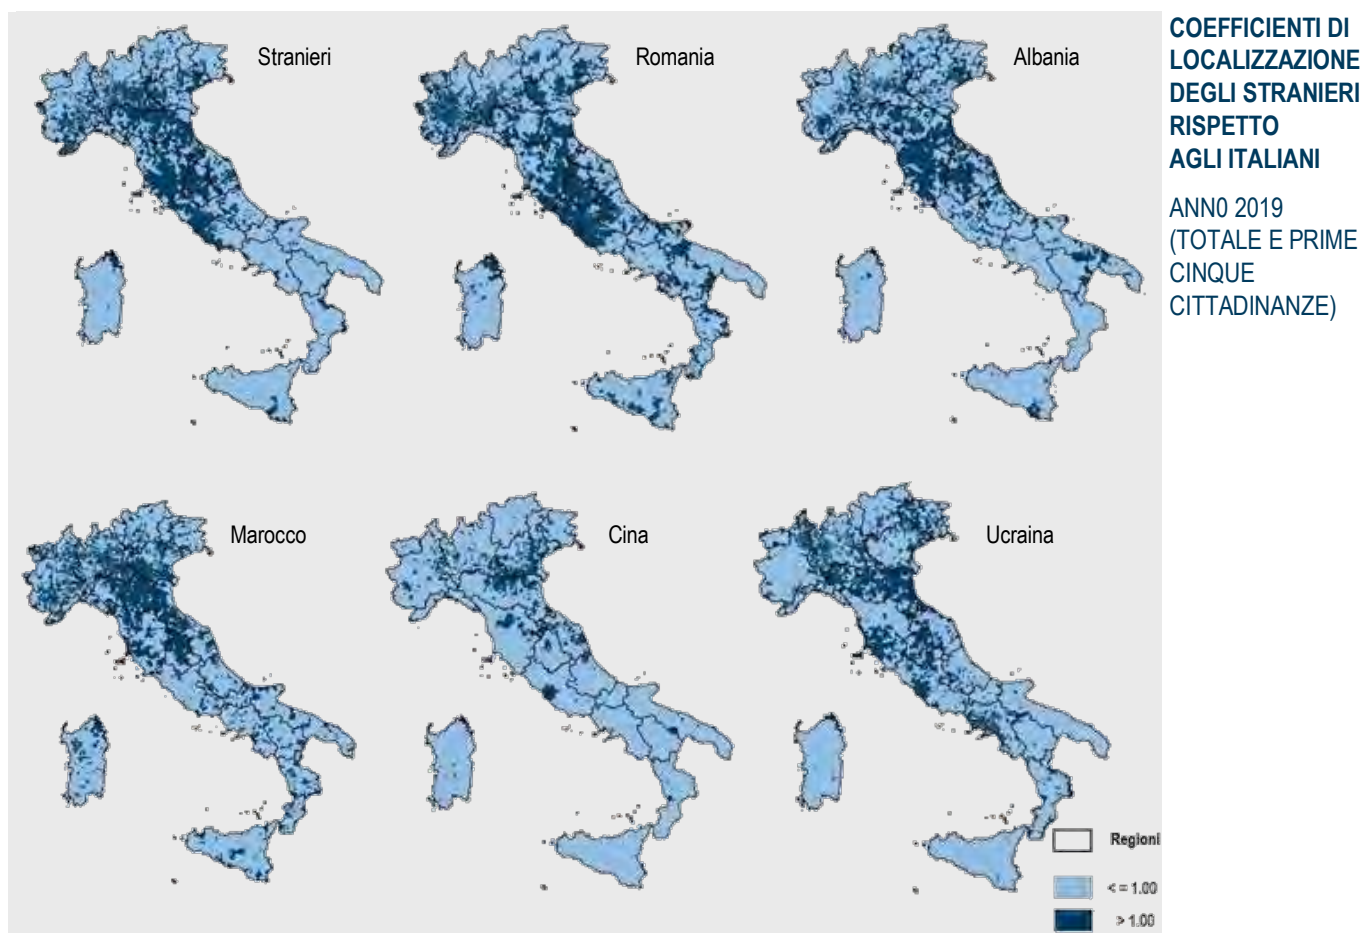 Stranieri
Romania
Albania
COEFFICIENTI DI
LOCALIZZAZIONE
DEGLI STRANIERI
RISPETTO
AGLI ITALIANI
ANN0 2019
(TOTALE E PRIME
CINQUE
CITTADINANZE)
Marocco
Cina
Ucraina
Regioni
< = 1.00
> 1.00